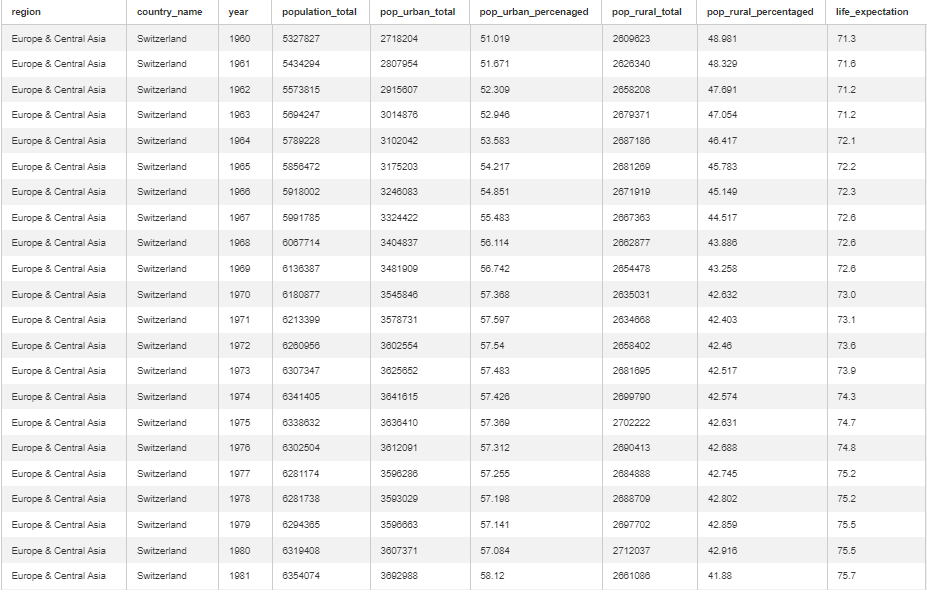 region country_name year population_total pop_urban_total pop_urban_percenaged pop_rural_total pop_rural_percentaged life_expectation
Europe & Central Asia Switzerland 1960 5327827 2718204 51.019 2609623 48.981 71.3
Europe & Central Asia Switzerland 1961 5434294 2807954 51.671 2626340 48.329 71.6
Europe & Central Asia Switzerland 1962 5573815 2915607 52.309 2658208 47.691 71.2
Europe & Central Asia Switzerland 1963 5694247 3014876 52.946 2679371 47.054 71.2
Europe & Central Asia Switzerland 1964 5789228 3102042 53.583 2687186 46.417 72.1
Europe & Central Asia Switzerland 1965 5856472 3175203 54.217 2681269 45.783 72.2
Europe & Central Asia Switzerland 1966 5918002 3246083 54.851 2671919 45.149 72.3
Europe & Central Asia Switzerland 1967 5991785 3324422 55.483 2667363 44.517 72.6
Europe & Central Asia Switzerland 1968 6067714 3404837 56.114 2662877 43.886 72.6
Europe & Central Asia Switzerland 1969 6136387 3481909 56.742 2654478 43.258 72.6
Europe & Central Asia Switzerland 1970 6180877 3545846 57.368 2635031 42.632 73.0
Europe & Central Asia Switzerland 1971 6213399 3578731 57.597 2634668 42.403 73.1
Europe & Central Asia Switzerland 1972 6260956 3602554 57.54 2658402 42.46 73.6
Europe & Central Asia Switzerland 1973 6307347 3625652 57.483 2681695 42.517 73.9
Europe & Central Asia Switzerland 1974 6341405 3641615 57.426 2699790 42.574 74.3
Europe & Central Asia Switzerland 1975 6338632 3636410 57.369 2702222 42.631 74.7
Europe & Central Asia Switzerland 1976 6302504 3612091 57.312 2690413 42.688 74.8
Europe & Central Asia Switzerland 1977 6281174 3596286 57.255 2684888 42.745 75.2
Europe & Central Asia Switzerland 1978 6281738 3593029 57.198 2688709 42.802 75.2
Europe & Central Asia Switzerland 1979 6294365 3596663 57.141 2697702 42.859 75.5
Europe & Central Asia Switzerland 1980 6319408 3607371 57.084 2712037 42.916 75.5
Europe & Central Asia Switzerland 1981 6354074 3692988 58.12 2661086 41.88 75.7